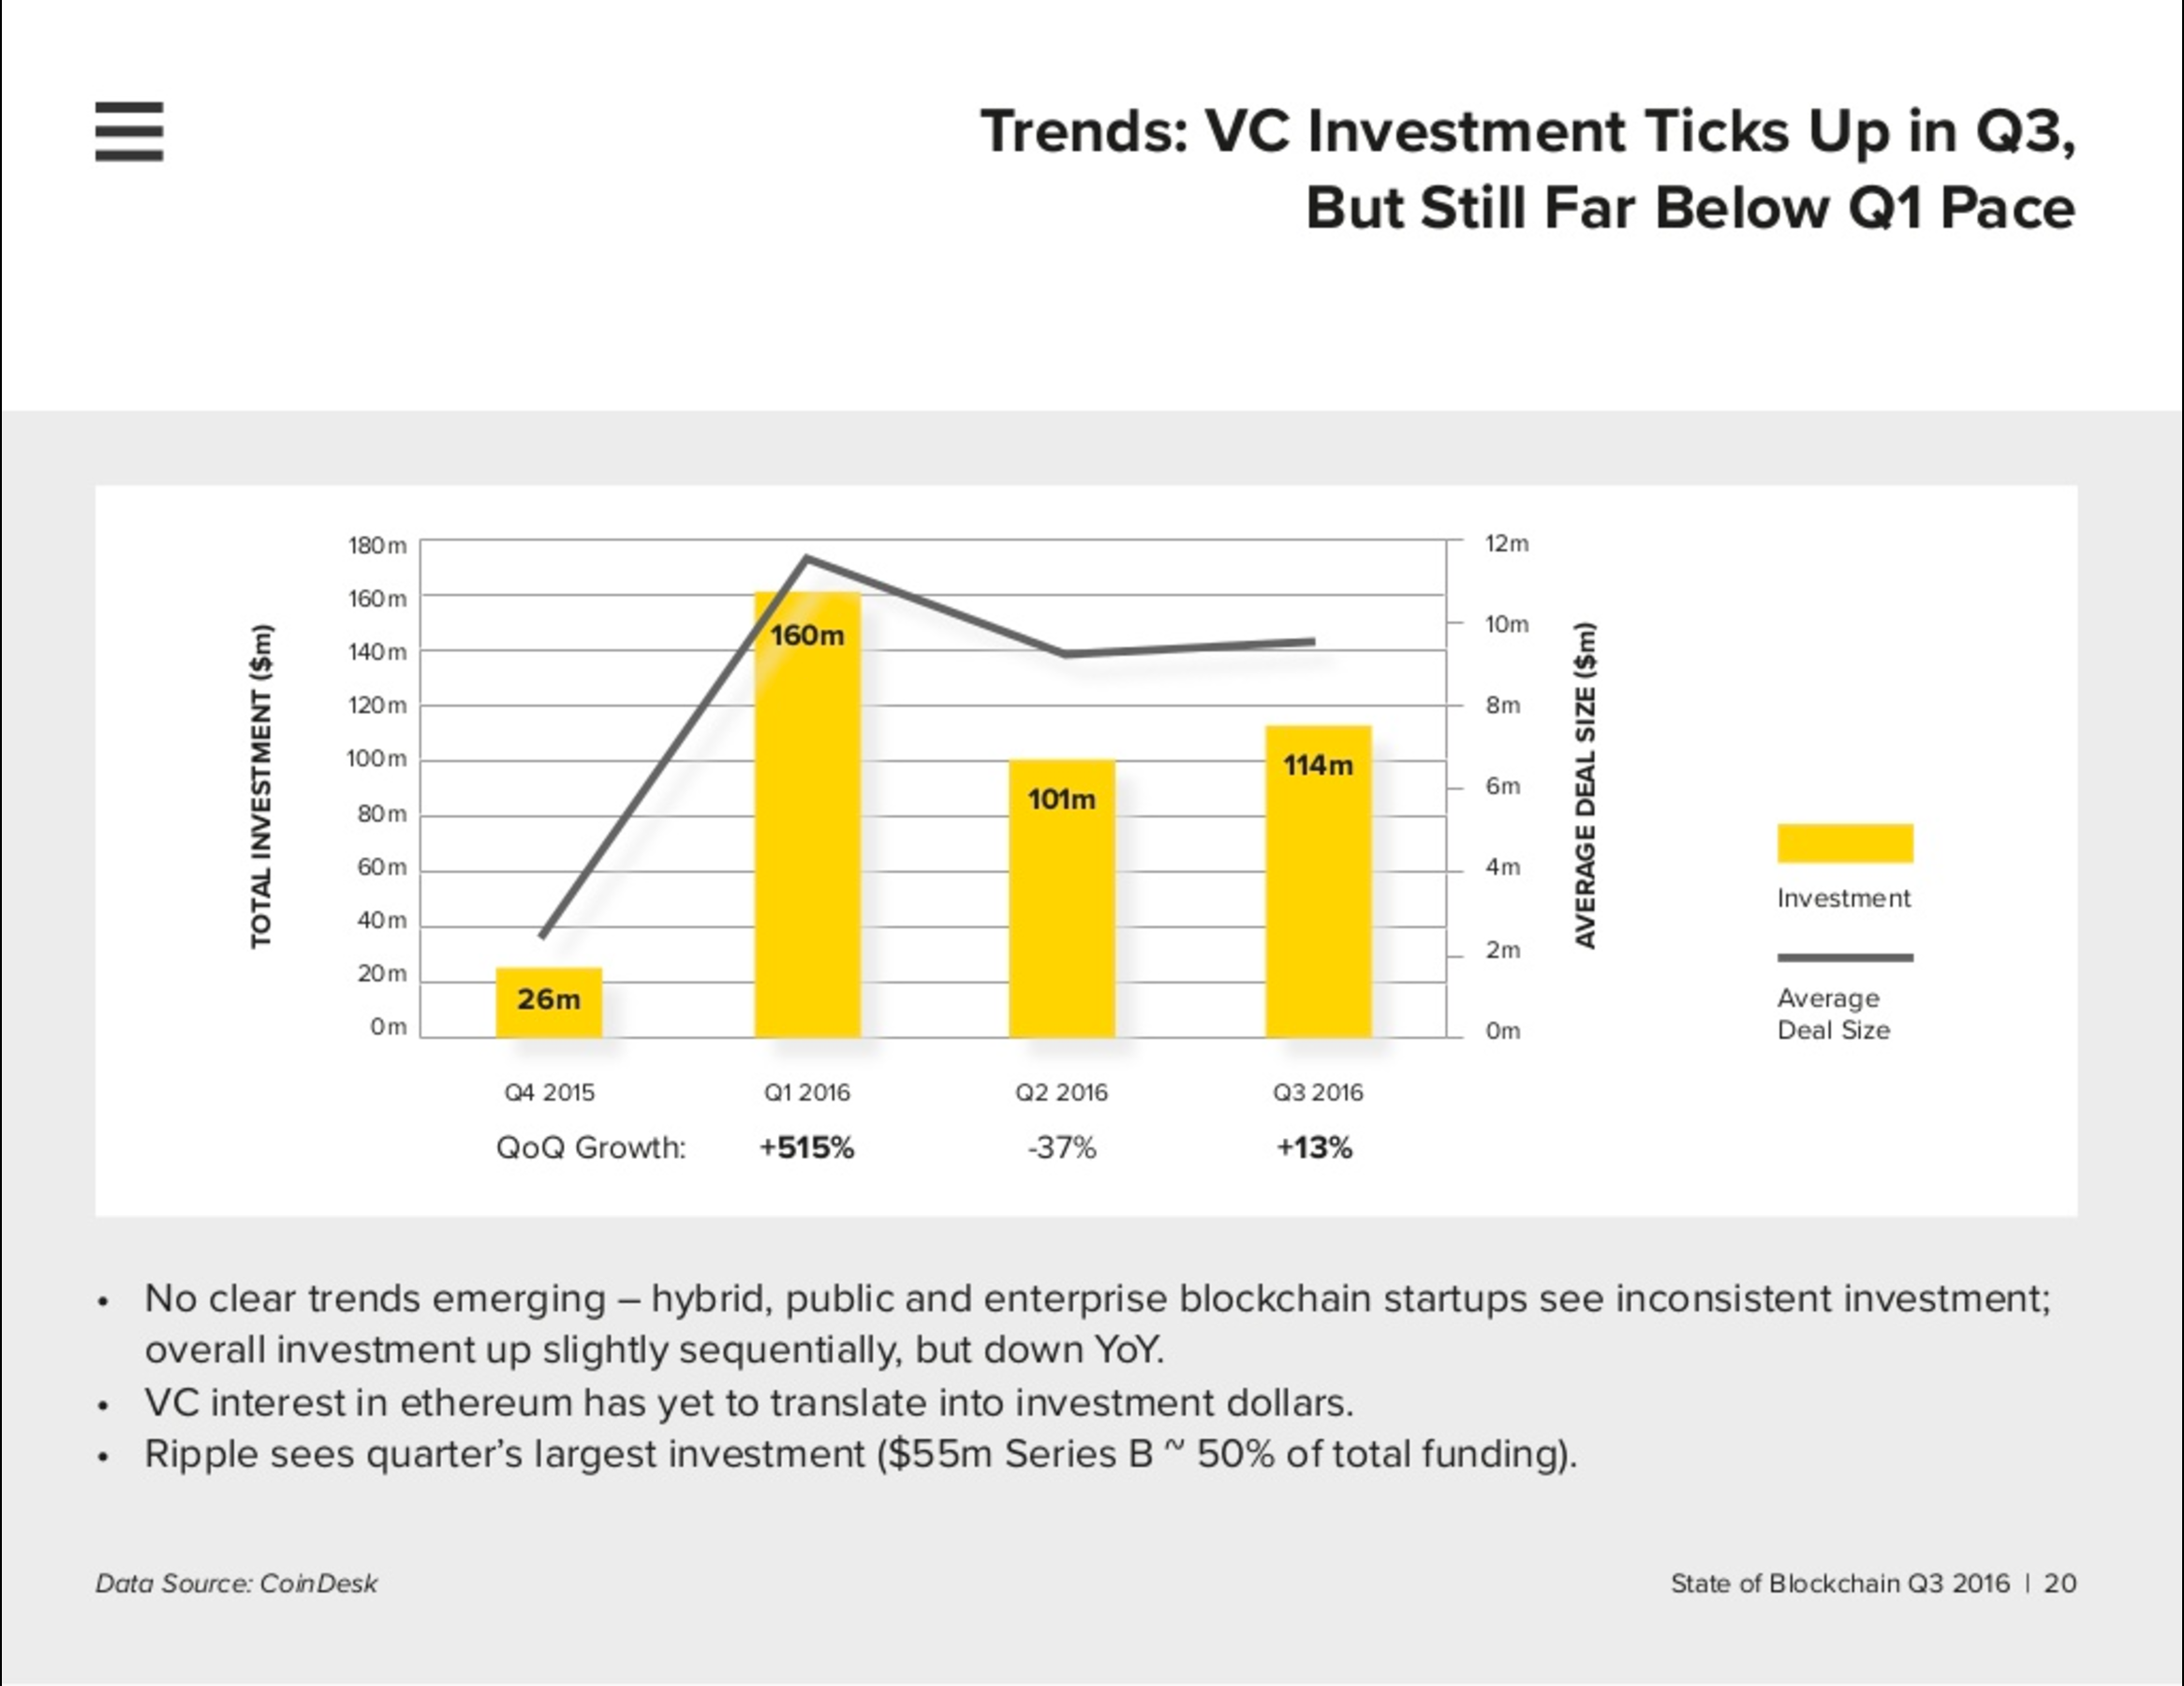 Trends: VC Investment Ticks Up in Q3,
But Still Far Below Q1 Pace
TOTAL INVESTMENT ($m)
180m
160m
140m
120m
100m
80m
60m
40m
20m
0m
160m
101m
114m
26m
12m
10m
8m
6m
4m
2m
0m
AVERAGE DEAL SIZE ($m)
Investment
Average
Deal Size
Q4 2015 Q1 2016 Q2 2016 Q3 2016
QoQ Growth: +515% -37% +13%
• No clear trends emerging – hybrid, public and enterprise blockchain startups see inconsistent investment;
overall investment up slightly sequentially, but down YoY.
• VC interest in ethereum has yet to translate into investment dollars.
• Ripple sees quarter’s largest investment ($55m Series B ~ 50% of total funding).
Data Source: CoinDesk
State of Blockchain Q3 2016 | 20